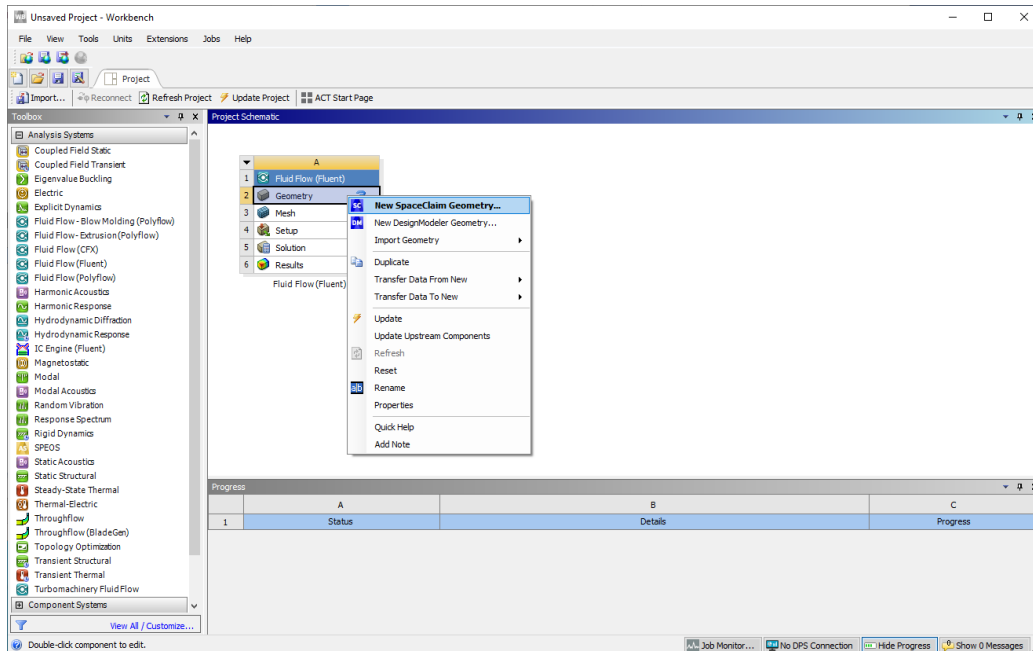 Unsaved Project - Workbench
File View Tools Units Extensions Jobs Help
Project
Import... Reconnect Refresh Project Update Project ACT Start Page
Toolbox
Analysis Systems
Coupled Field Static
Coupled Field Transient
Eigenvalue Buckling
Electric
Explicit Dynamics
Fluid Flow - Blow Molding (Polyflow)
Fluid Flow - Extrusion (Polyflow)
Fluid Flow (CFX)
Fluid Flow (Fluent)
Fluid Flow (Polyflow)
Harmonic Acoustics
Harmonic Response
Hydrodynamic Diffraction
Hydrodynamic Response
IC Engine (Fluent)
Magnetostatic
Modal
Modal Acoustics
Random Vibration
Response Spectrum
Rigid Dynamics
SPEOS
Static Acoustics
Static Structural
Steady-State Thermal
Thermal-Electric
Throughflow
Throughflow (BladeGen)
Topology Optimization
Transient Structural
Transient Thermal
Turbomachinery Fluid Flow
Component Systems
View All / Customize...
Project Schematic
A
1 Fluid Flow (Fluent)
2 Geometry
3 Mesh
4 Setup
5 Solution
6 Results
Fluid Flow (Fluent)
SC New SpaceClaim Geometry...
DM New DesignModeler Geometry...
Import Geometry
Duplicate
Transfer Data From New
Transfer Data To New
Update
Update Upstream Components
Refresh
Reset
a|b Rename
Properties
Quick Help
Add Note
Progress
A B C
1 Status Details Progress
Double-click component to edit.
Job Monitor... No DPS Connection Hide Progress Show 0 Messages